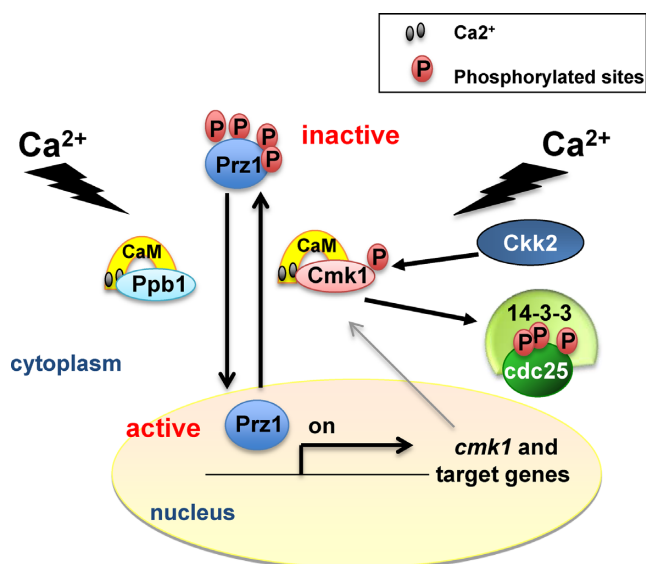 Ca2+
P
Phosphorylated sites
P
P
P
P
inactive
Prz1
Ca²⁺
Ca²⁺
CaM
Ppb1
CaM
P
Cmk1
Ckk2
14-3-3
P
P
P
cdc25
cytoplasm
active
Prz1
on
cmk1 and
target genes
nucleus